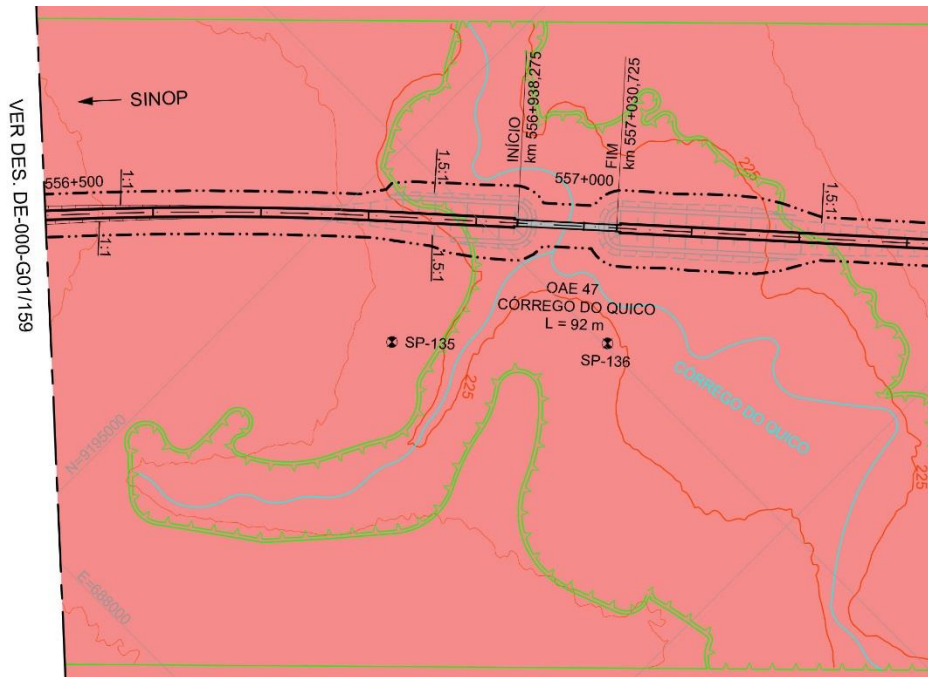 VER DES. DE-000-G01/159
SINOP
556+500
1:1
1:1
1,5:1
1,5:1
INÍCIO
km 556+938,275
557+000
FIM
km 557+030,725
225
1,5:1
OAE 47
CÓRREGO DO QUICO
L = 92 m
SP-135
SP-136
225
CÓRREGO DO QUICO
225
N=9195000
E=688000